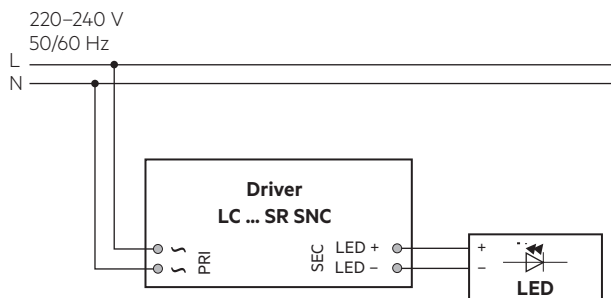 220–240 V
50/60 Hz
L
N
Driver
LC ... SR SNC
~ PRI SEC LED + +
~ LED – –
LED